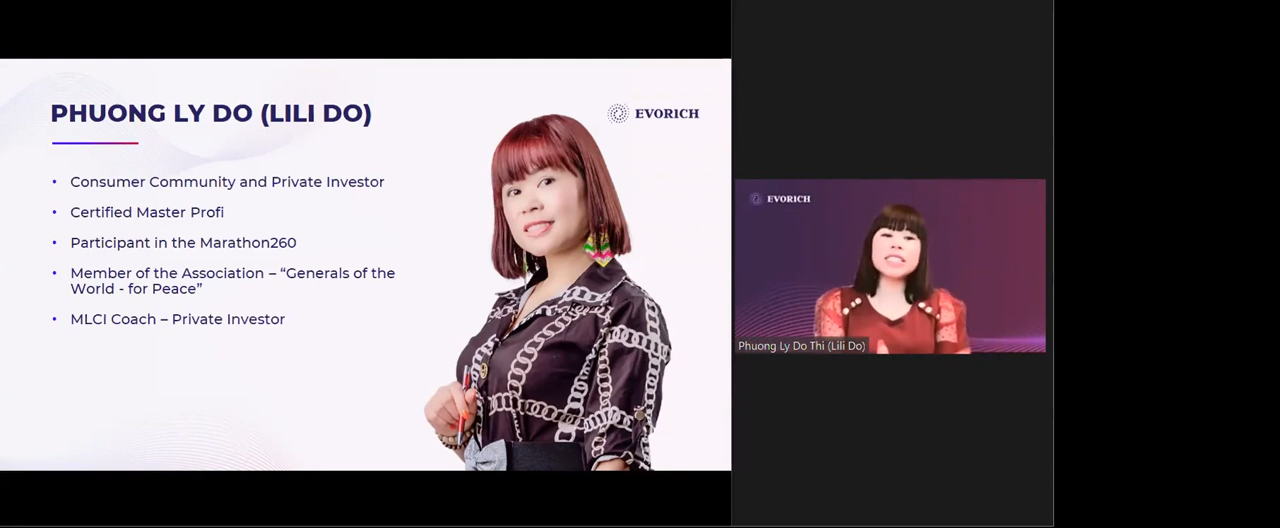 PHUONG LY DO (LILI DO)
EVORICH
• Consumer Community and Private Investor
• Certified Master Profi
• Participant in the Marathon260
• Member of the Association – “Generals of the
World - for Peace”
• MLCI Coach – Private Investor
EVORICH
Phuong Ly Do Thi (Lili Do)